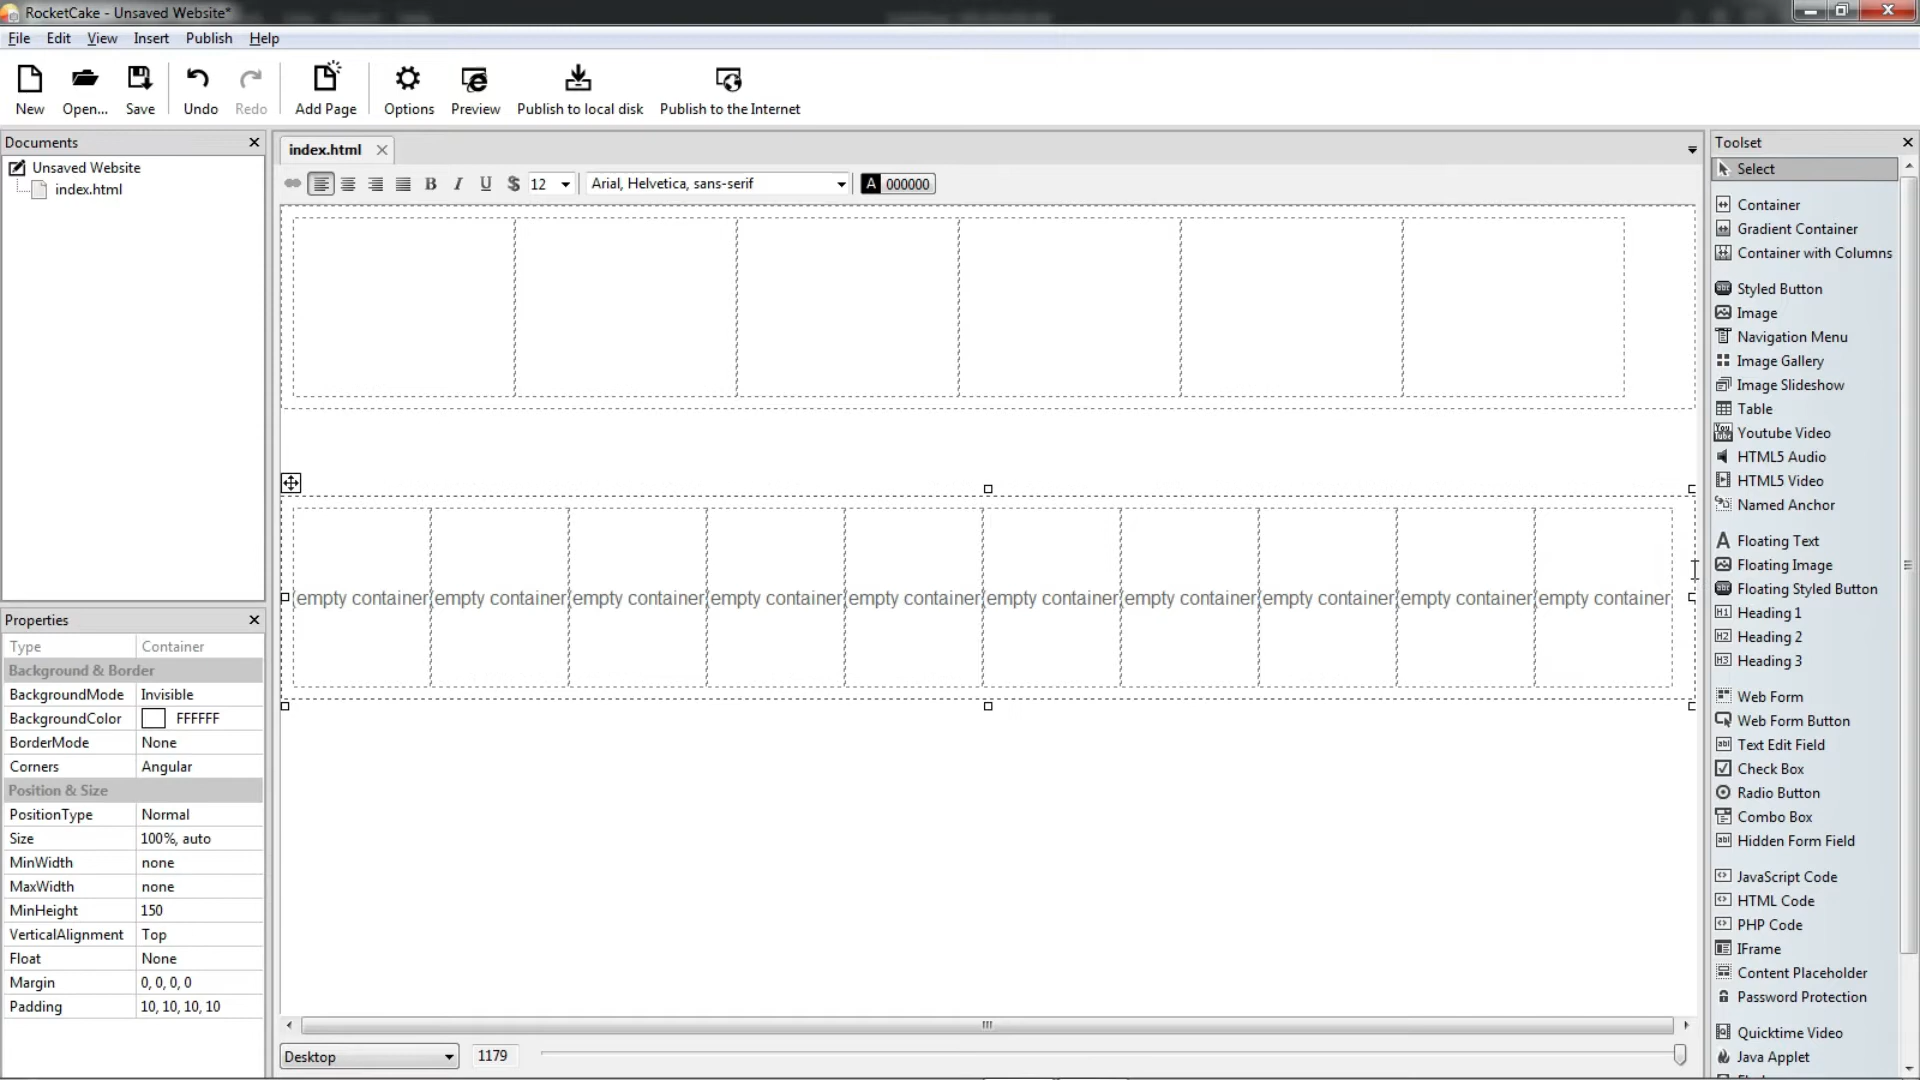 RocketCake - Unsaved Website*
File Edit View Insert Publish Help
New Open... Save Undo Redo Add Page Options Preview Publish to local disk Publish to the Internet
Documents
Unsaved Website
index.html
index.html
B I U $ 12 Arial, Helvetica, sans-serif A 000000
empty container empty container empty container empty container empty container empty container empty container empty container empty container empty container
Properties
Type Container
Background & Border
BackgroundMode Invisible
BackgroundColor FFFFFF
BorderMode None
Corners Angular
Position & Size
PositionType Normal
Size 100%, auto
MinWidth none
MaxWidth none
MinHeight 150
VerticalAlignment Top
Float None
Margin 0, 0, 0, 0
Padding 10, 10, 10, 10
Desktop 1179
Toolset
Select
Container
Gradient Container
Container with Columns
Styled Button
Image
Navigation Menu
Image Gallery
Image Slideshow
Table
Youtube Video
HTML5 Audio
HTML5 Video
Named Anchor
Floating Text
Floating Image
Floating Styled Button
H1 Heading 1
H2 Heading 2
H3 Heading 3
Web Form
Web Form Button
Text Edit Field
Check Box
Radio Button
Combo Box
Hidden Form Field
JavaScript Code
HTML Code
PHP Code
IFrame
Content Placeholder
Password Protection
Quicktime Video
Java Applet